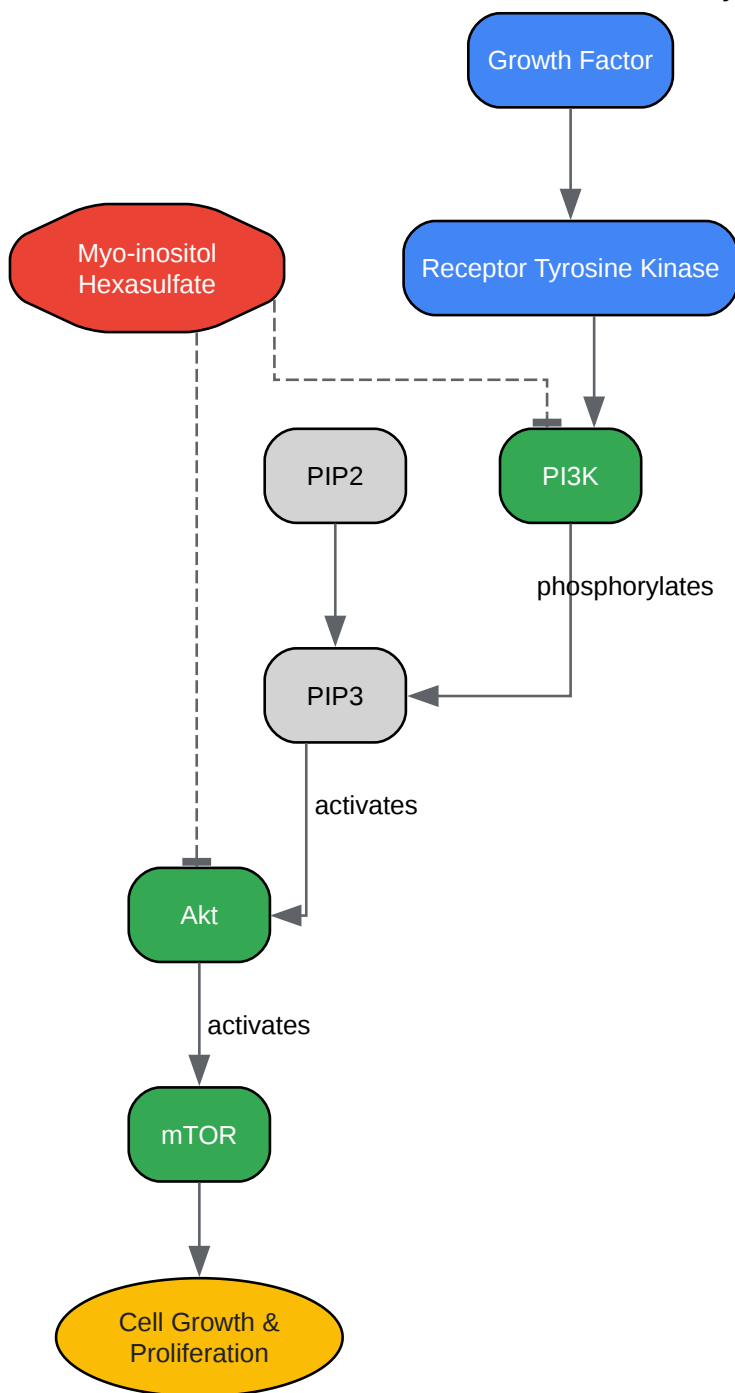 Growth Factor
Myo-inositol
Hexasulfate
Receptor Tyrosine Kinase
PIP2
PI3K
phosphorylates
PIP3
activates
Akt
activates
mTOR
Cell Growth &
Proliferation